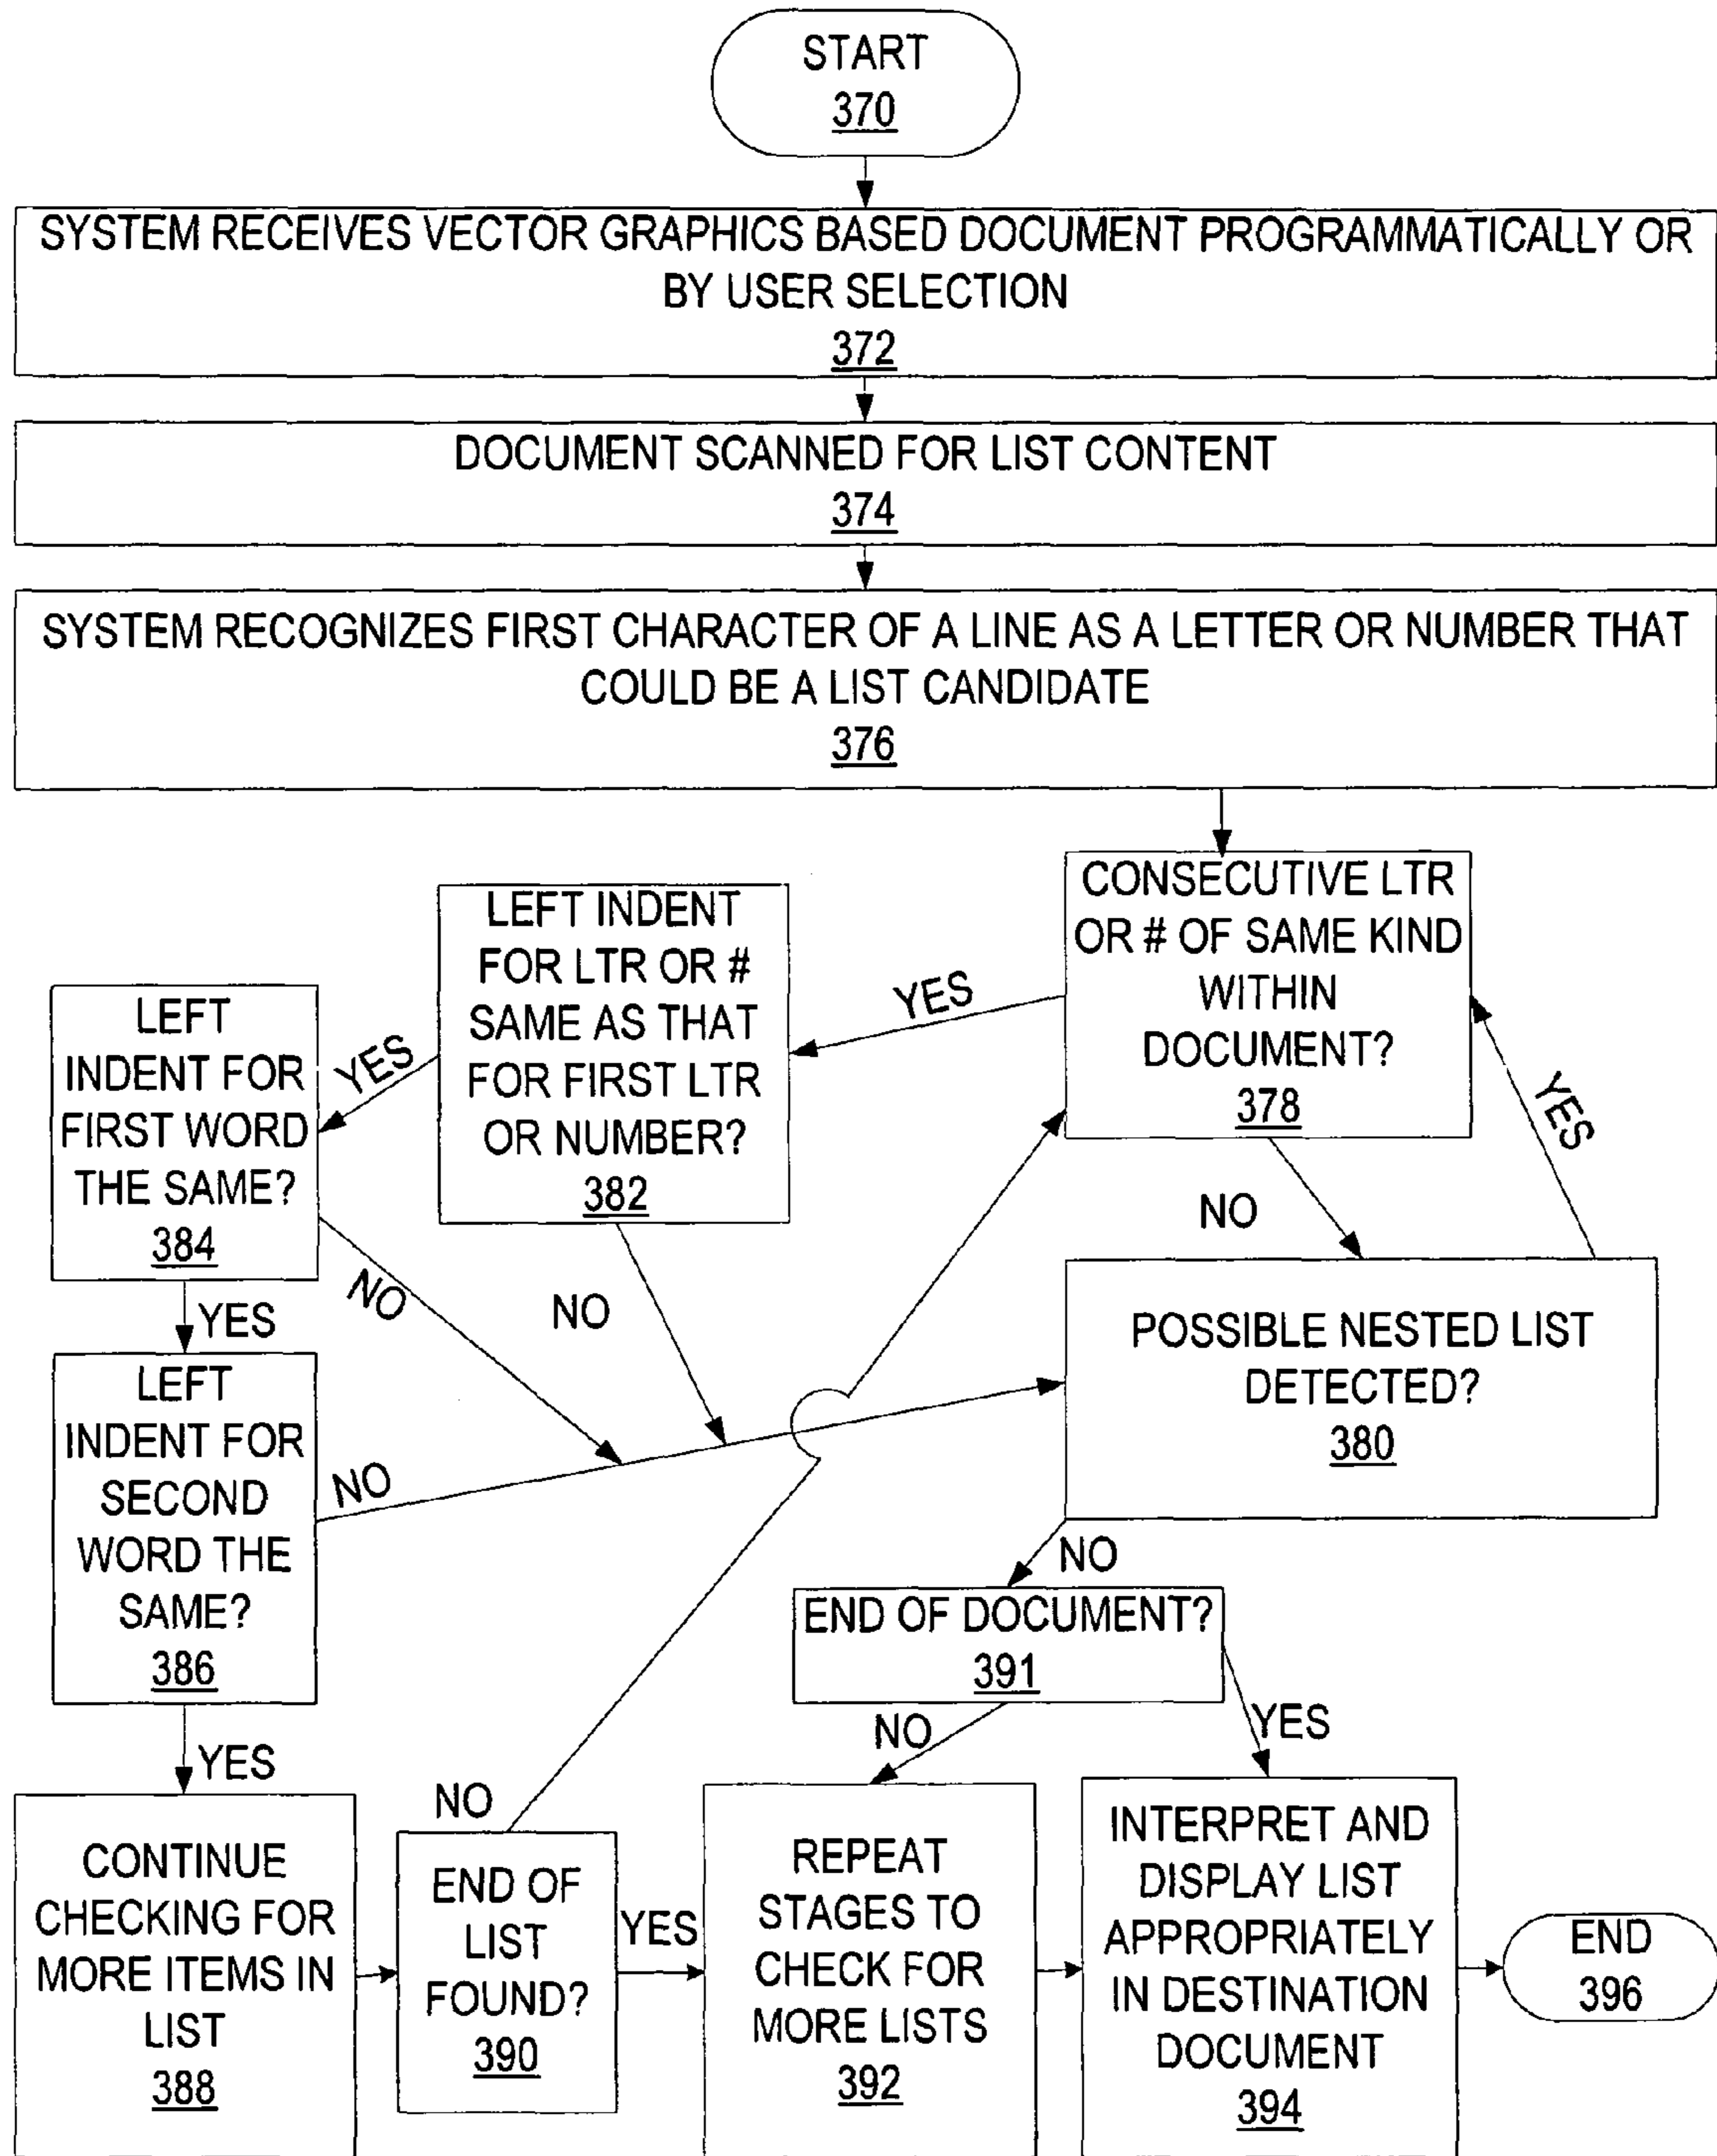 START
370
SYSTEM RECEIVES VECTOR GRAPHICS BASED DOCUMENT PROGRAMMATICALLY OR
BY USER SELECTION
372
DOCUMENT SCANNED FOR LIST CONTENT
374
SYSTEM RECOGNIZES FIRST CHARACTER OF A LINE AS A LETTER OR NUMBER THAT
COULD BE A LIST CANDIDATE
376
CONSECUTIVE LTR
OR # OF SAME KIND
WITHIN
DOCUMENT?
378
YES
LEFT INDENT
FOR LTR OR #
SAME AS THAT
FOR FIRST LTR
OR NUMBER?
382
YES
LEFT
INDENT FOR
FIRST WORD
THE SAME?
384
YES
NO
NO
NO
YES
POSSIBLE NESTED LIST
DETECTED?
380
LEFT
INDENT FOR
SECOND
WORD THE
SAME?
386
NO
NO
END OF DOCUMENT?
391
YES
NO
NO
YES
CONTINUE
CHECKING FOR
MORE ITEMS IN
LIST
388
END OF
LIST
FOUND?
390
YES
REPEAT
STAGES TO
CHECK FOR
MORE LISTS
392
INTERPRET AND
DISPLAY LIST
APPROPRIATELY
IN DESTINATION
DOCUMENT
394
END
396